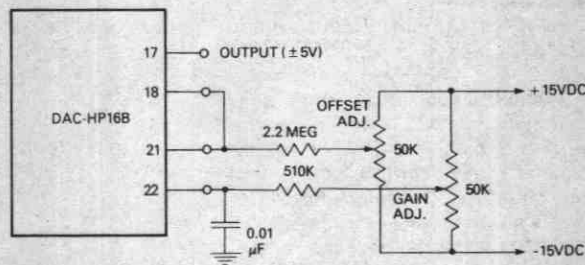 17 OUTPUT (±5V)
18
+15VDC
OFFSET
ADJ.
DAC-HP16B
2.2 MEG
21
50K
510K
22
GAIN
ADJ.
50K
0.01
µF
-15VDC